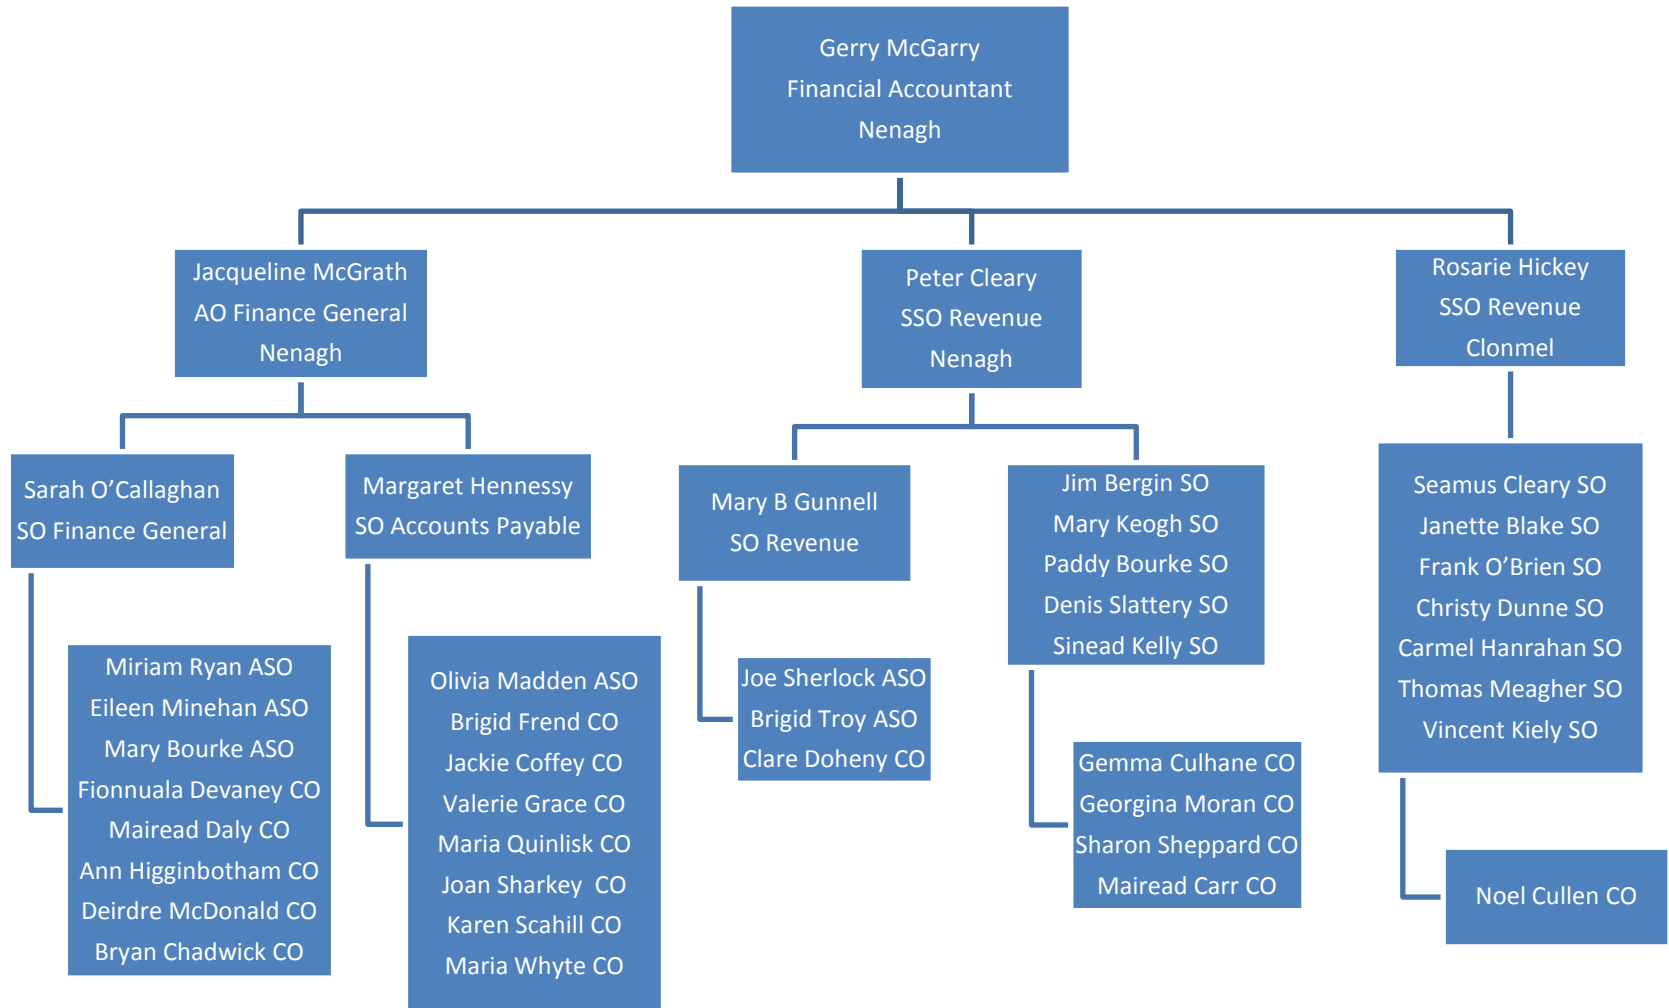 Gerry McGarry
Financial Accountant
Nenagh
Jacqueline McGrath
AO Finance General
Nenagh
Peter Cleary
SSO Revenue
Nenagh
Rosarie Hickey
SSO Revenue
Clonmel
Sarah O’Callaghan
SO Finance General
Margaret Hennessy
SO Accounts Payable
Mary B Gunnell
SO Revenue
Jim Bergin SO
Mary Keogh SO
Paddy Bourke SO
Denis Slattery SO
Sinead Kelly SO
Seamus Cleary SO
Janette Blake SO
Frank O’Brien SO
Christy Dunne SO
Carmel Hanrahan SO
Thomas Meagher SO
Vincent Kiely SO
Miriam Ryan ASO
Eileen Minehan ASO
Mary Bourke ASO
Fionnuala Devaney CO
Mairead Daly CO
Ann Higginbotham CO
Deirdre McDonald CO
Bryan Chadwick CO
Olivia Madden ASO
Brigid Frend CO
Jackie Coffey CO
Valerie Grace CO
Maria Quinlisk CO
Joan Sharkey  CO
Karen Scahill CO
Maria Whyte CO
Joe Sherlock ASO
Brigid Troy ASO
Clare Doheny CO
Gemma Culhane CO
Georgina Moran CO
Sharon Sheppard CO
Mairead Carr CO
Noel Cullen CO